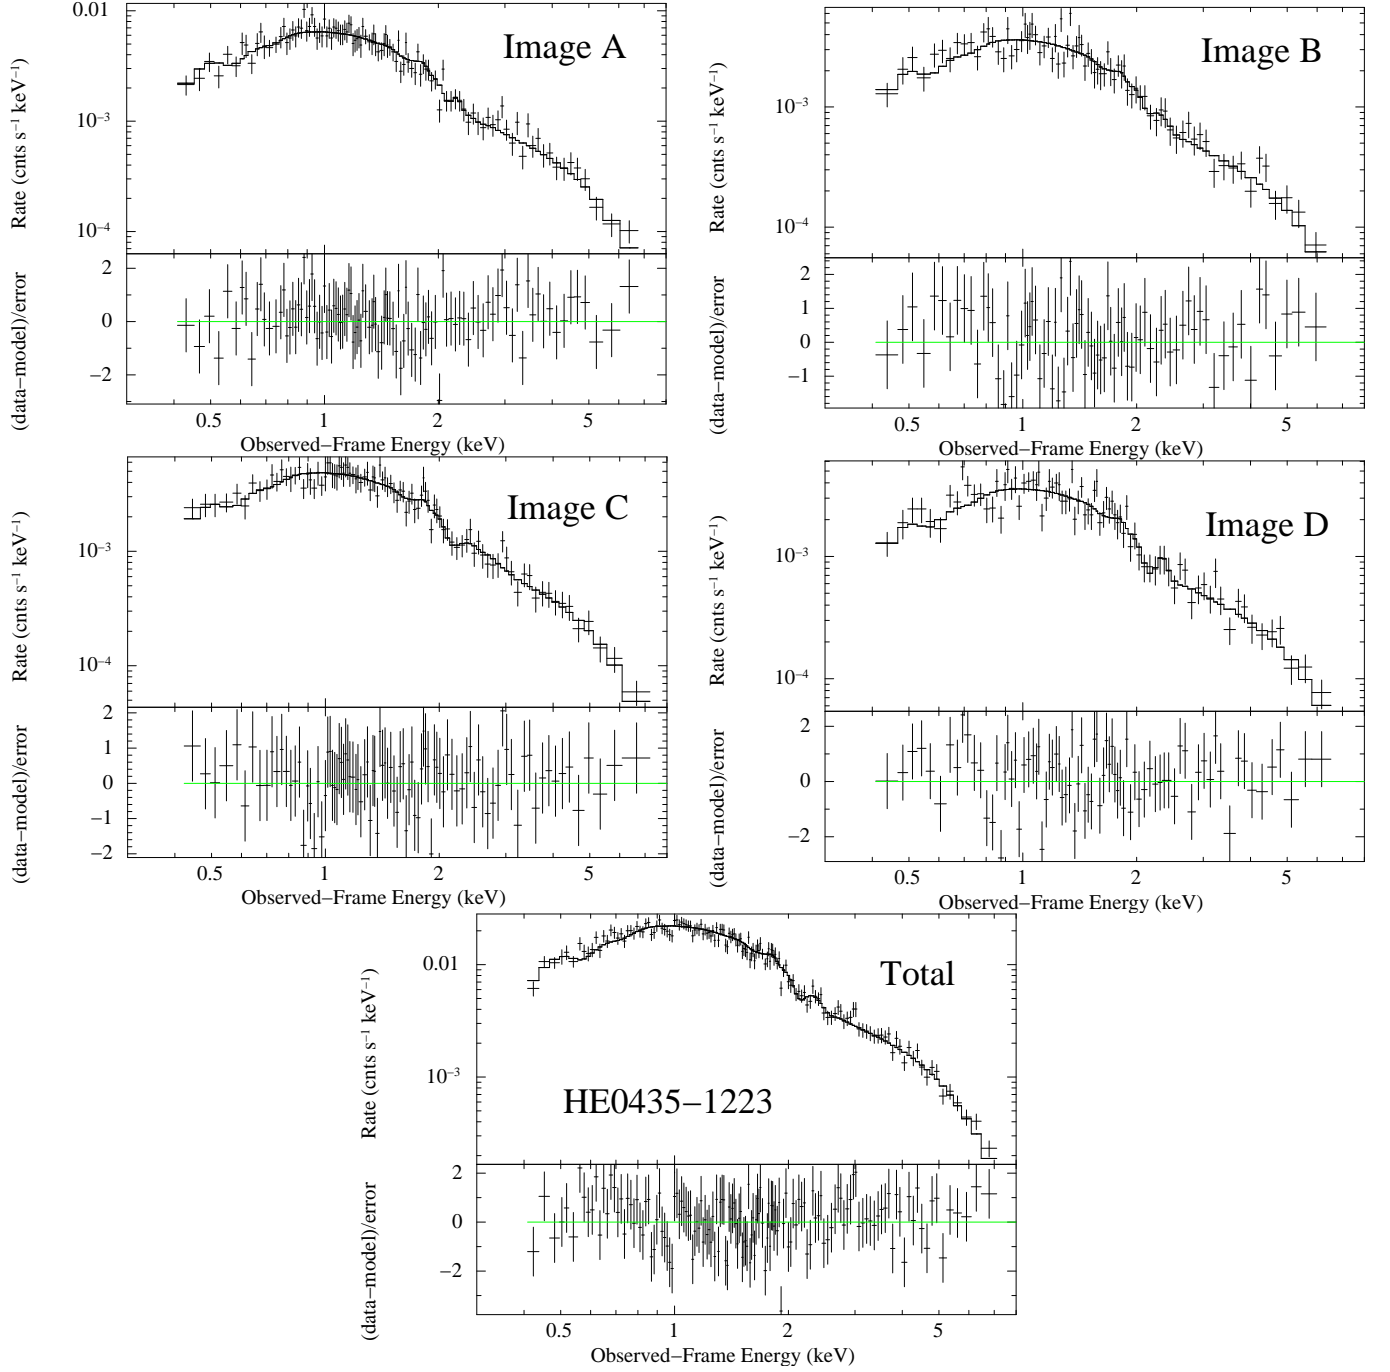 Image A
0.01
10⁻³
10⁻⁴
Rate (cnts s⁻¹ keV⁻¹)
2
0
−2
(data−model)/error
0.5 1 2 5
Observed−Frame Energy (keV)
Image B
10⁻³
10⁻⁴
Rate (cnts s⁻¹ keV⁻¹)
2
1
0
−1
(data−model)/error
0.5 1 2 5
Observed−Frame Energy (keV)
Image C
10⁻³
10⁻⁴
Rate (cnts s⁻¹ keV⁻¹)
2
1
0
−1
−2
(data−model)/error
0.5 1 2 5
Observed−Frame Energy (keV)
Image D
10⁻³
10⁻⁴
Rate (cnts s⁻¹ keV⁻¹)
2
0
−2
(data−model)/error
0.5 1 2 5
Observed−Frame Energy (keV)
Total
HE0435−1223
0.01
10⁻³
Rate (cnts s⁻¹ keV⁻¹)
2
0
−2
(data−model)/error
0.5 1 2 5
Observed−Frame Energy (keV)